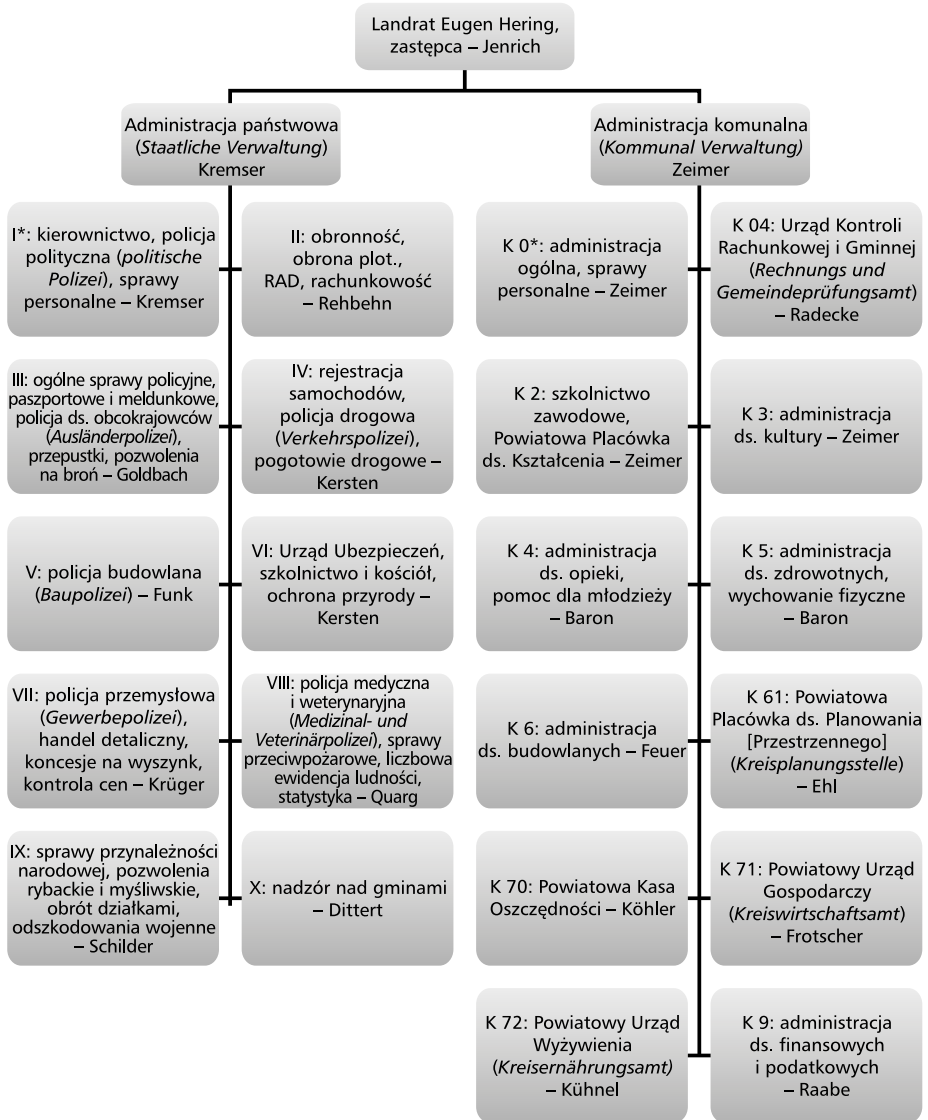 Landrat Eugen Hering,
zastępca – Jenrich
Administracja państwowa
(Staatliche Verwaltung)
Kremser
Administracja komunalna
(Kommunal Verwaltung)
Zeimer
I*: kierownictwo, policja
polityczna (politische
Polizei), sprawy
personalne – Kremser
II: obronność,
obrona plot.,
RAD, rachunkowość
– Rehbehn
K 0*: administracja
ogólna, sprawy
personalne – Zeimer
K 04: Urząd Kontroli
Rachunkowej i Gminnej
(Rechnungs und
Gemeindeprüfungsamt)
– Radecke
III: ogólne sprawy policyjne,
paszportowe i meldunkowe,
policja ds. obcokrajowców
(Ausländerpolizei),
przepustki, pozwolenia
na broń – Goldbach
IV: rejestracja
samochodów,
policja drogowa
(Verkehrspolizei),
pogotowie drogowe –
Kersten
K 2: szkolnictwo
zawodowe,
Powiatowa Placówka
ds. Kształcenia – Zeimer
K 3: administracja
ds. kultury – Zeimer
V: policja budowlana
(Baupolizei) – Funk
VI: Urząd Ubezpieczeń,
szkolnictwo i kościół,
ochrona przyrody –
Kersten
K 4: administracja
ds. opieki,
pomoc dla młodzieży
– Baron
K 5: administracja
ds. zdrowotnych,
wychowanie fizyczne
– Baron
VII: policja przemysłowa
(Gewerbepolizei),
handel detaliczny,
koncesje na wyszynk,
kontrola cen – Krüger
VIII: policja medyczna
i weterynaryjna
(Medizinal- und
Veterinärpolizei), sprawy
przeciwpożarowe, liczbowa
ewidencja ludności,
statystyka – Quarg
K 6: administracja
ds. budowlanych – Feuer
K 61: Powiatowa
Placówka ds. Planowania
[Przestrzennego]
(Kreisplanungsstelle)
– Ehl
IX: sprawy przynależności
narodowej, pozwolenia
rybackie i myśliwskie,
obrót działkami,
odszkodowania wojenne
– Schilder
X: nadzór nad gminami
– Dittert
K 70: Powiatowa Kasa
Oszczędności – Köhler
K 71: Powiatowy Urząd
Gospodarczy
(Kreiswirtschaftsamt)
– Frotscher
K 72: Powiatowy Urząd
Wyżywienia
(Kreisernährungsamt)
– Kühnel
K 9: administracja
ds. finansowych
i podatkowych
– Raabe